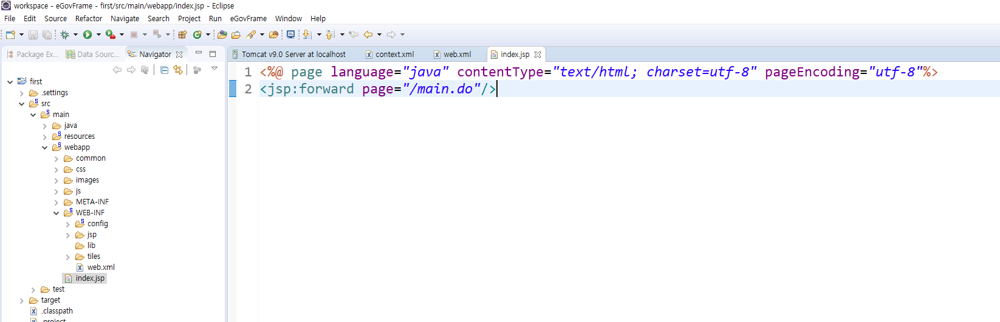 workspace - eGovFrame - first/src/main/webapp/index.jsp - Eclipse
File Edit Source Refactor Navigate Search Project Run eGovFrame Window Help
Package Ex... Data Sourc... Navigator
Tomcat v9.0 Server at localhost context.xml web.xml index.jsp
first
.settings
src
main
java
resources
webapp
common
css
images
js
META-INF
WEB-INF
config
jsp
lib
tiles
web.xml
index.jsp
test
target
.classpath
.project
1 <%@ page language="java" contentType="text/html; charset=utf-8" pageEncoding="utf-8"%>
2 <jsp:forward page="/main.do"/>